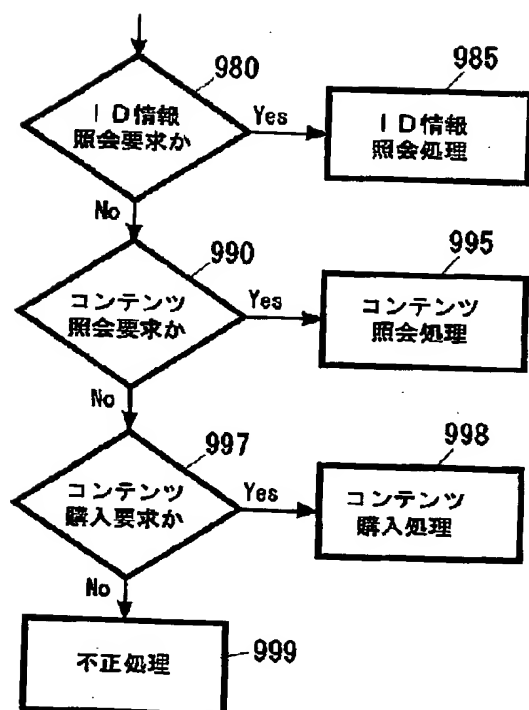 980
ID情報
照会要求か
Yes
985
ID情報
照会処理
No
990
コンテンツ
照会要求か
Yes
995
コンテンツ
照会処理
No
997
コンテンツ
購入要求か
Yes
998
コンテンツ
購入処理
No
不正処理
999